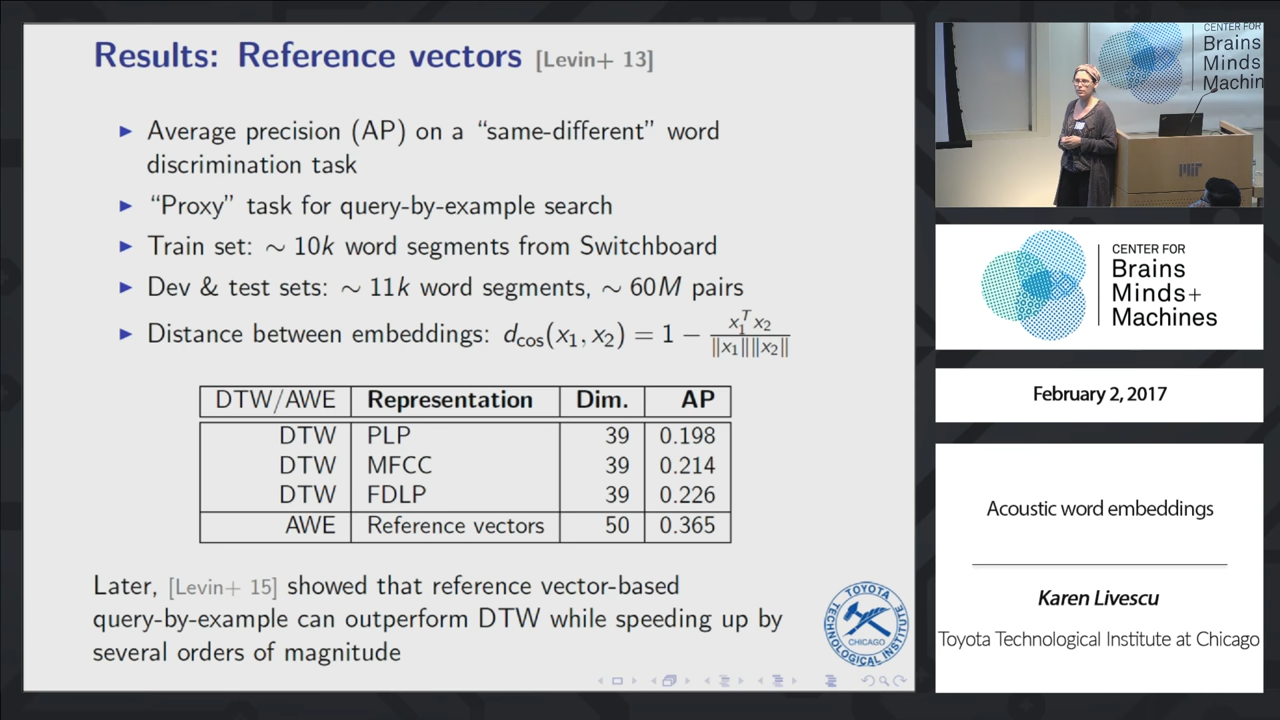 Results: Reference vectors [Levin+ 13]
▶ Average precision (AP) on a “same-different” word
discrimination task
▶ “Proxy” task for query-by-example search
▶ Train set: ∼ 10k word segments from Switchboard
▶ Dev & test sets: ∼ 11k word segments, ∼ 60M pairs
▶ Distance between embeddings: d_cos(x₁, x₂) = 1 − x₁ᵀx₂ / ‖x₁‖‖x₂‖
DTW/AWE Representation Dim. AP
DTW PLP 39 0.198
DTW MFCC 39 0.214
DTW FDLP 39 0.226
AWE Reference vectors 50 0.365
Later, [Levin+ 15] showed that reference vector-based
query-by-example can outperform DTW while speeding up by
several orders of magnitude
TOYOTA
TECHNOLOGICAL INSTITUTE
CHICAGO
CENTER FOR
Brains
Minds
Machin
MIT
CENTER FOR
Brains
Minds+
Machines
February 2, 2017
Acoustic word embeddings
Karen Livescu
Toyota Technological Institute at Chicago